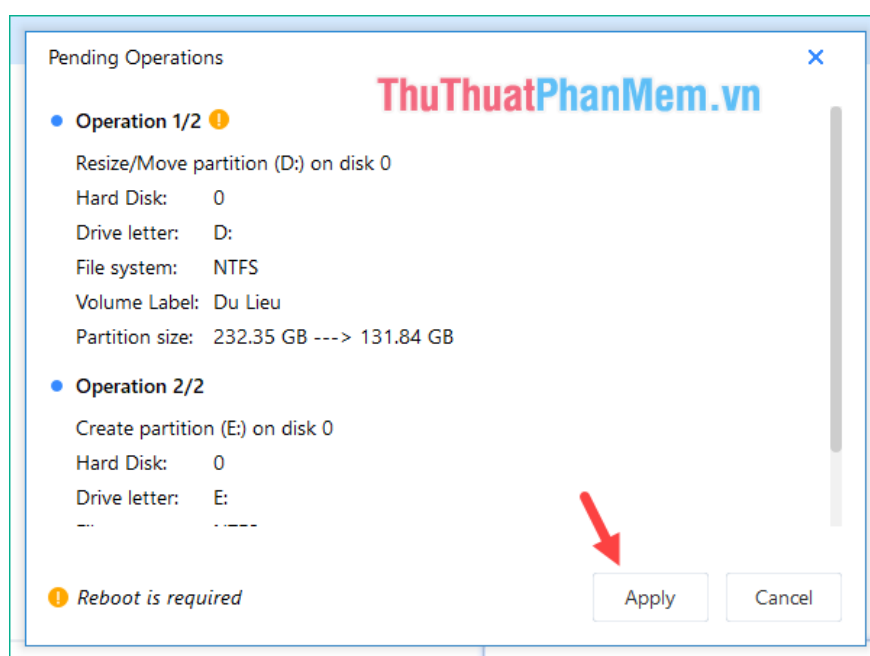 Pending Operations
ThuThuatPhanMem.vn
Operation 1/2
Resize/Move partition (D:) on disk 0
Hard Disk: 0
Drive letter: D:
File system: NTFS
Volume Label: Du Lieu
Partition size: 232.35 GB ---> 131.84 GB
Operation 2/2
Create partition (E:) on disk 0
Hard Disk: 0
Drive letter: E:
Reboot is required
Apply Cancel